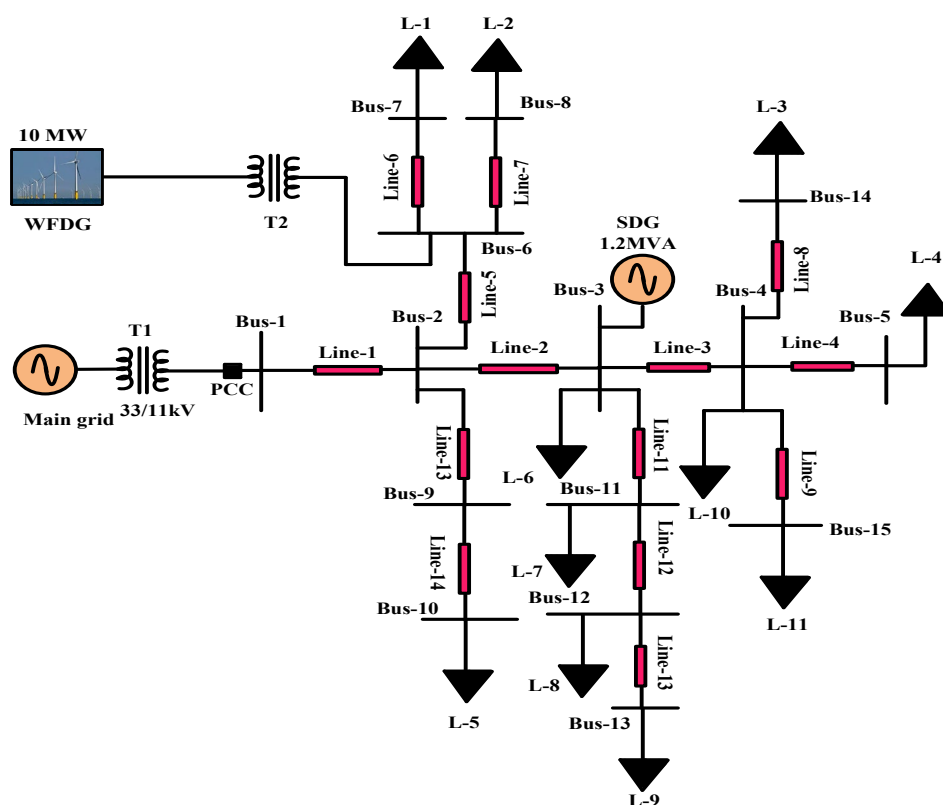 L-1
L-2
Bus-7
Bus-8
10 MW
WFDG
T2
Line-6
Line-7
Bus-6
Line-5
L-3
Bus-14
Line-8
SDG
1.2MVA
Bus-3
Bus-4
L-4
Bus-5
Bus-1
Bus-2
T1
Line-1
Line-2
Line-3
Line-4
PCC
Main grid
33/11kV
Line-13
Line-11
Line-9
L-6
L-10
Bus-9
Bus-11
Bus-15
Line-14
Line-12
L-7
Bus-10
Bus-12
L-11
Line-13
L-8
L-5
Bus-13
L-9